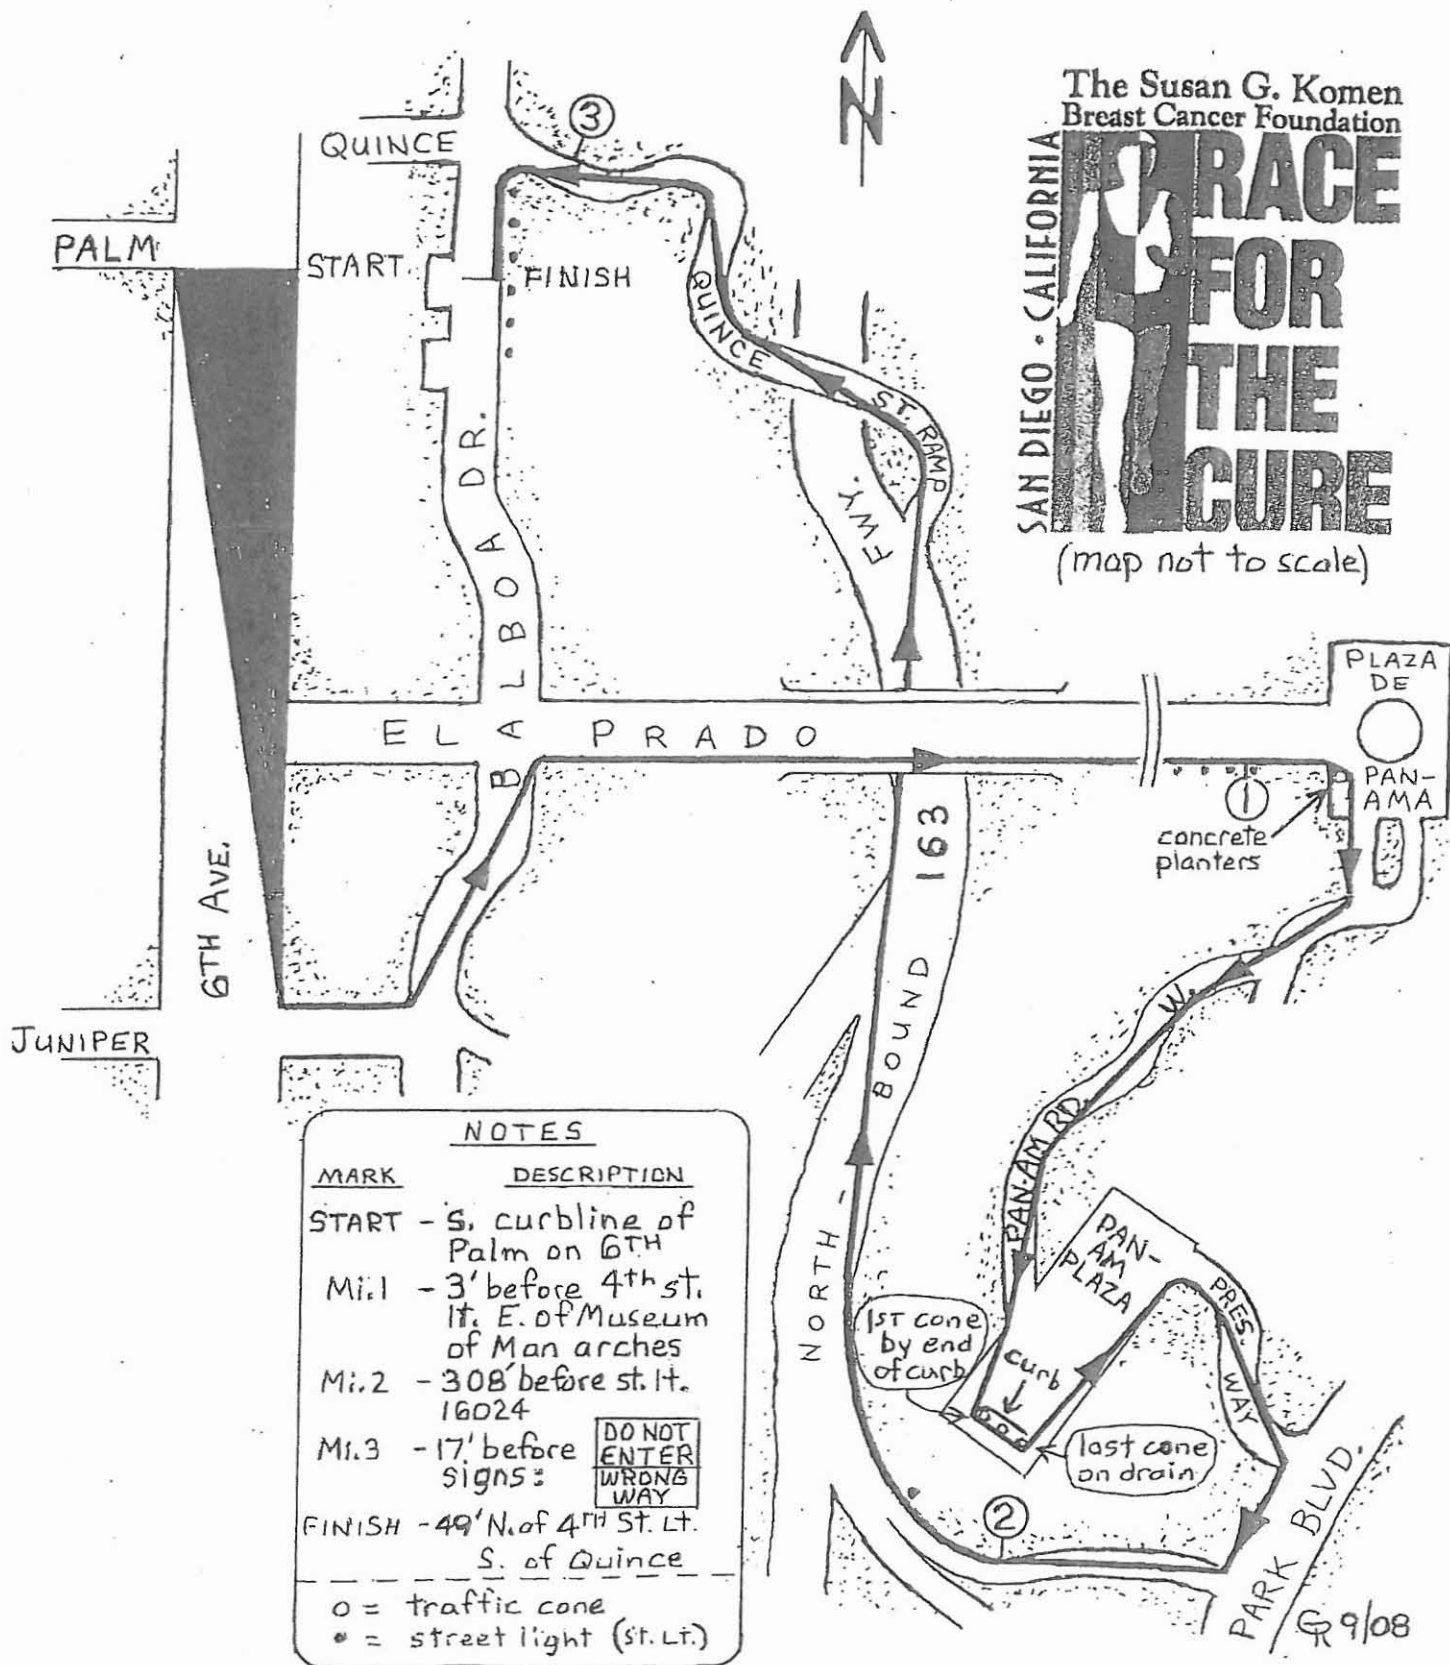 N
The Susan G. Komen
Breast Cancer Foundation
SAN DIEGO • CALIFORNIA
RACE
FOR
THE
CURE
(map not to scale)
QUINCE
3
PALM
START
FINISH
QUINCE
ST. RAMP
FWY.
BALBOA DR.
EL PRADO
PLAZA
DE
PAN-
AMA
1
concrete
planters
6TH AVE.
JUNIPER
NORTH-BOUND 163
W.
PAN-AM RD.
PAN-
AM
PLAZA
PRES.
WAY
1ST cone
by end
of curb
curb
last cone
on drain
2
PARK BLVD.
NOTES
MARK DESCRIPTION
START - S. curbline of
Palm on 6TH
Mi.1 - 3' before 4th st.
lt. E. of Museum
of Man arches
Mi.2 - 308' before st. lt.
16024
Mi.3 - 17' before
signs:
DO NOT
ENTER
WRONG
WAY
FINISH - 49' N. of 4TH St. Lt.
S. of Quince
o = traffic cone
• = street light (St. Lt.)
9/08